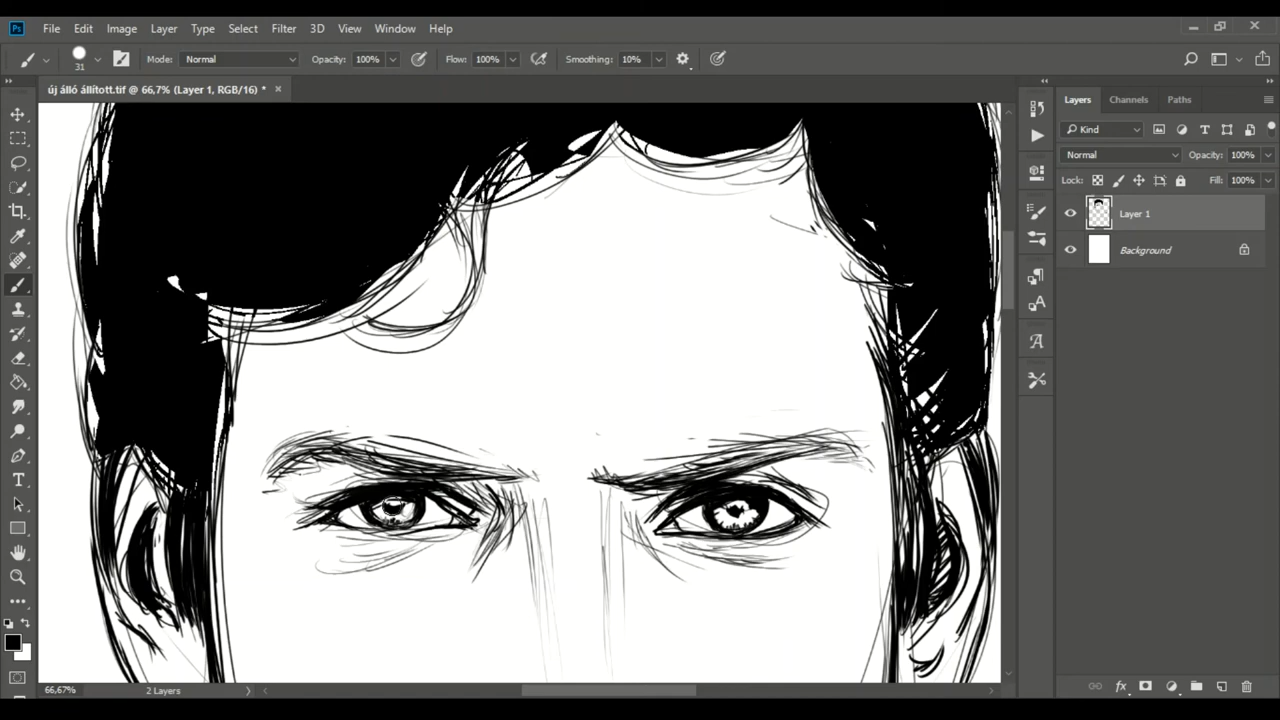 Ps File Edit Image Layer Type Select Filter 3D View Window Help
31 Mode: Normal Opacity: 100% Flow: 100% Smoothing: 10%
új álló állított.tif @ 66,7% (Layer 1, RGB/16) * ×
Layers Channels Paths
Kind
Normal Opacity: 100%
Lock: Fill: 100%
Layer 1
Background
66,67% 2 Layers